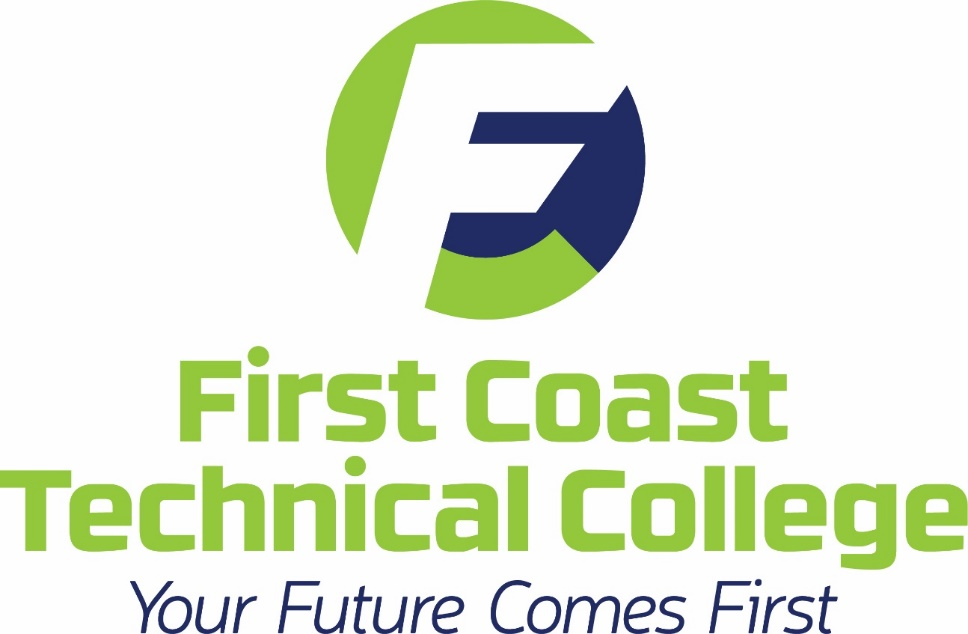 F
First Coast
Technical College
Your Future Comes First